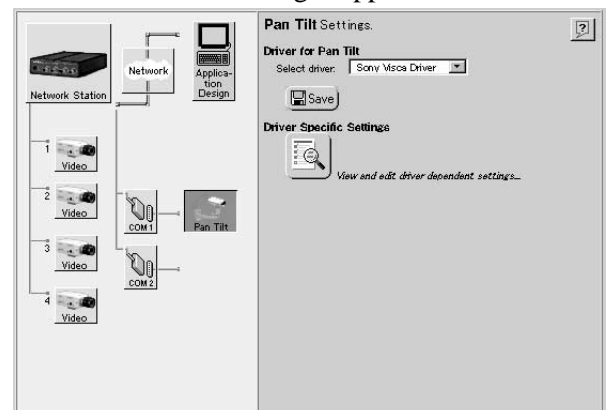 Pan Tilt Settings.
?
Driver for Pan Tilt
Select driver: Sony Visca Driver
Save
Driver Specific Settings
View and edit driver dependent settings...
Network Station
Network
Applica-
tion
Design
1
Video
2
Video
3
Video
4
Video
COM 1
Pan Tilt
COM 2